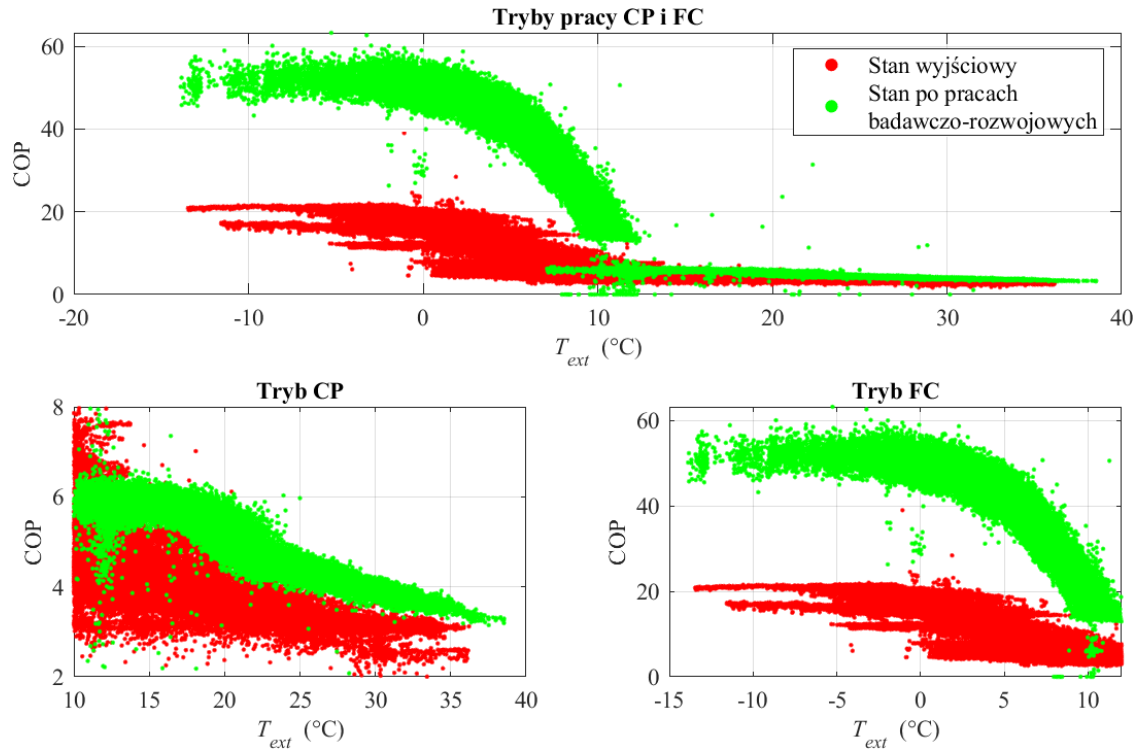 Tryby pracy CP i FC
60
40
20
0
COP
-20
-10
0
10
20
30
40
T_ext (°C)
Stan wyjściowy
Stan po pracach
badawczo-rozwojowych
Tryb CP
8
6
4
2
COP
10
15
20
25
30
35
40
T_ext (°C)
Tryb FC
60
40
20
0
COP
-15
-10
-5
0
5
10
T_ext (°C)